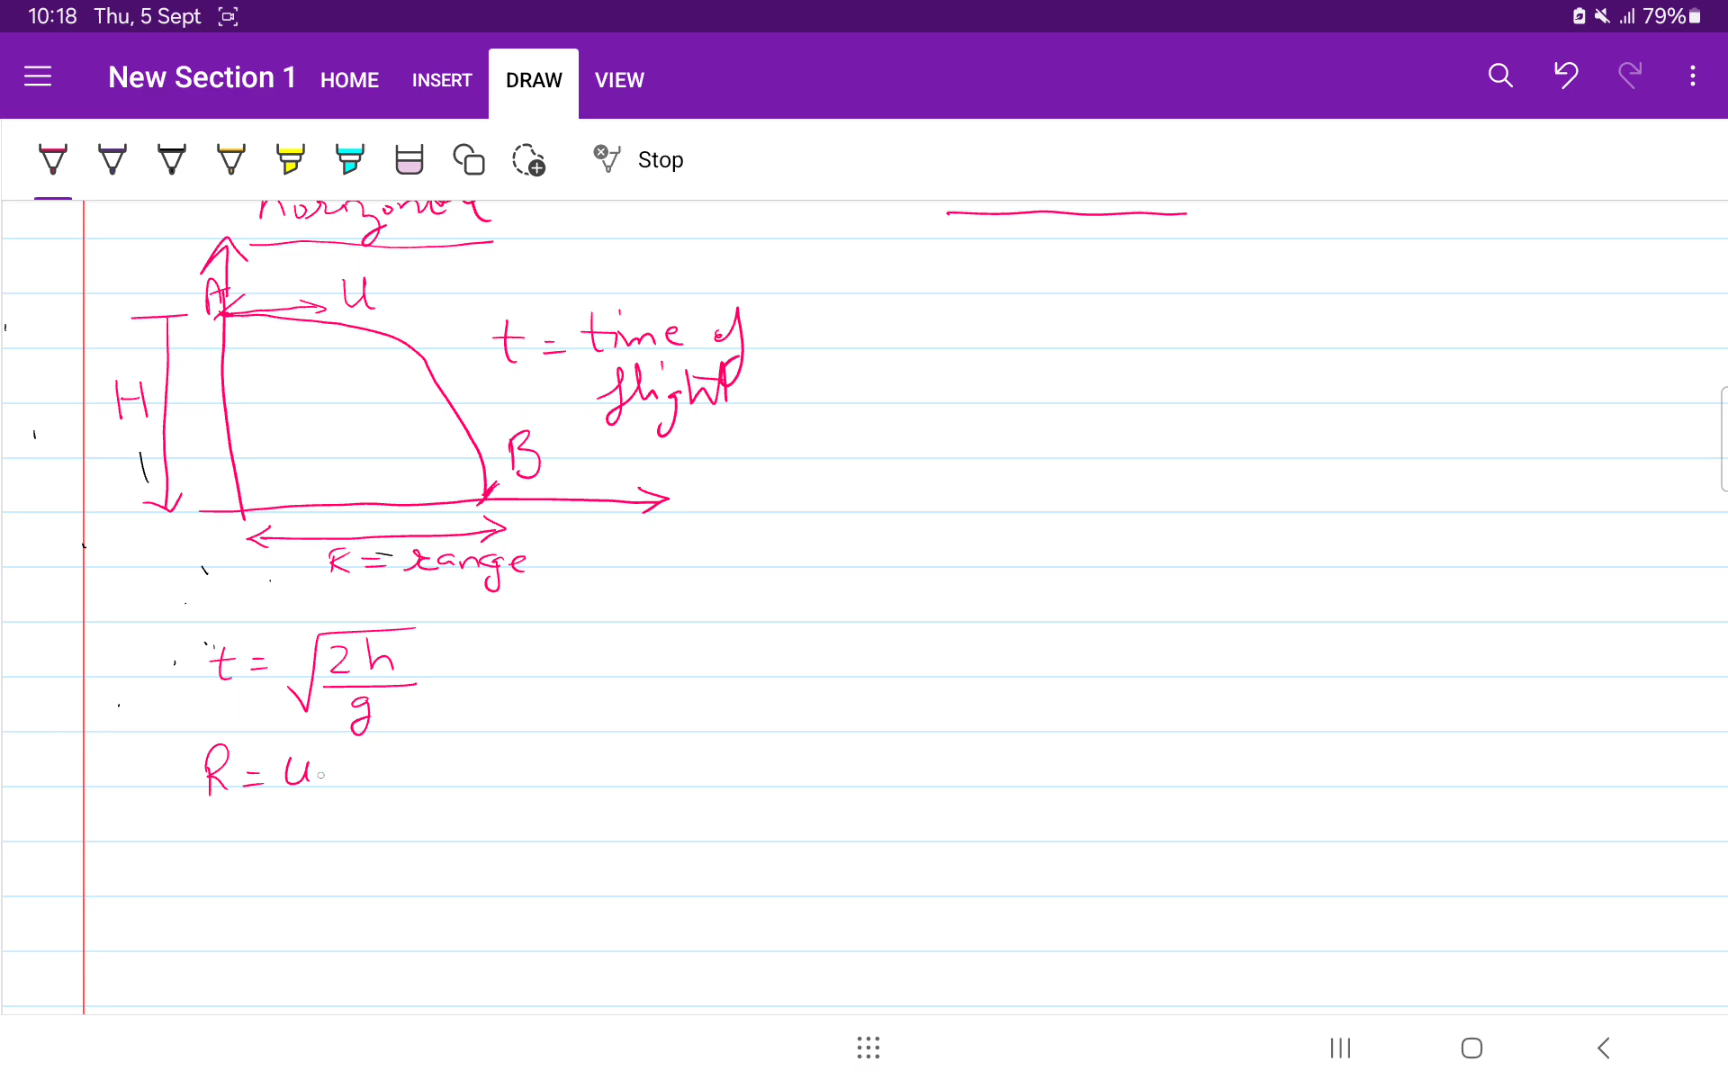 10:18 Thu, 5 Sept 79%
New Section 1 HOME INSERT DRAW VIEW
Stop
Horizontal
A
u
t = time of
flight
H
B
R = range
t = √2h/g
R = u